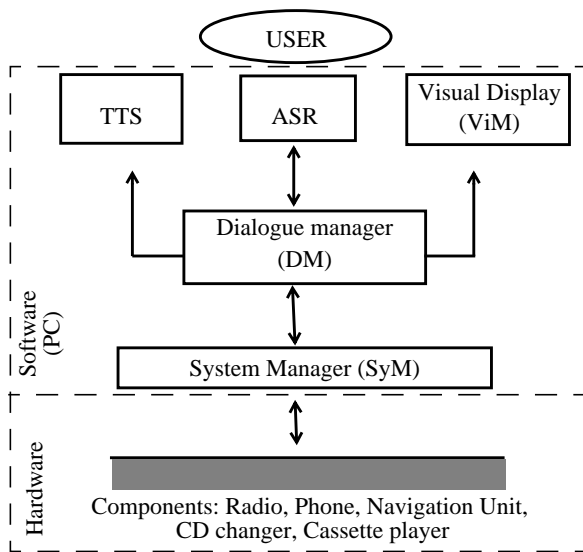 USER
TTS
ASR
Visual Display
(ViM)
Dialogue manager
(DM)
System Manager (SyM)
Software
(PC)
Hardware
Components: Radio, Phone, Navigation Unit,
CD changer, Cassette player